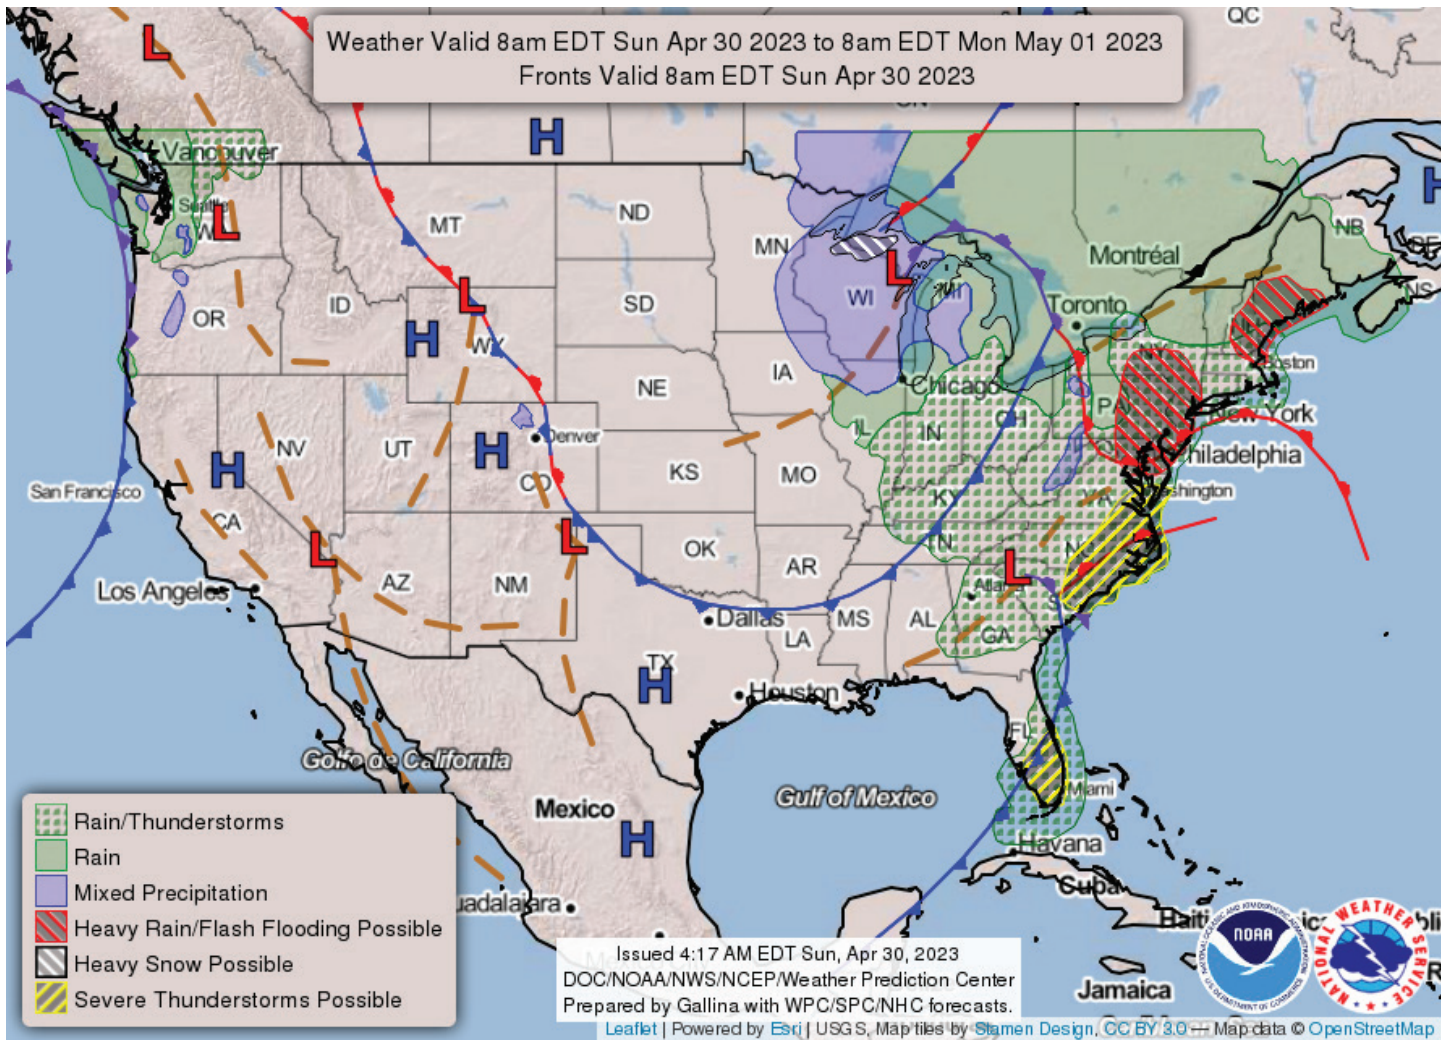 QC
Weather Valid 8am EDT Sun Apr 30 2023 to 8am EDT Mon May 01 2023
Fronts Valid 8am EDT Sun Apr 30 2023
L
H
Vancouver
H
Seattle
L
MT
ND
MN
NB
Montréal
L
WI
MI
L
ID
SD
Toronto
NS
OR
H
WY
IA
NE
Chicago
Boston
NY
PA
New York
IL
IN
OH
H
NV
UT
H
Denver
CO
KS
MO
Philadelphia
San Francisco
CA
KY
VA
Washington
L
L
OK
TN
NC
AR
L
Los Angeles
AZ
NM
Atlanta
Dallas
MS
AL
GA
LA
TX
H
Houston
FL
Golfo de California
Gulf of Mexico
Miami
Mexico
H
Havana
Cuba
Guadalajara
Haiti
Jamaica
Rain/Thunderstorms
Rain
Mixed Precipitation
Heavy Rain/Flash Flooding Possible
Heavy Snow Possible
Severe Thunderstorms Possible
NOAA
NATIONAL WEATHER SERVICE
Issued 4:17 AM EDT Sun, Apr 30, 2023
DOC/NOAA/NWS/NCEP/Weather Prediction Center
Prepared by Gallina with WPC/SPC/NHC forecasts.
Leaflet | Powered by Esri | USGS, Map tiles by Stamen Design, CC BY 3.0 — Map data © OpenStreetMap